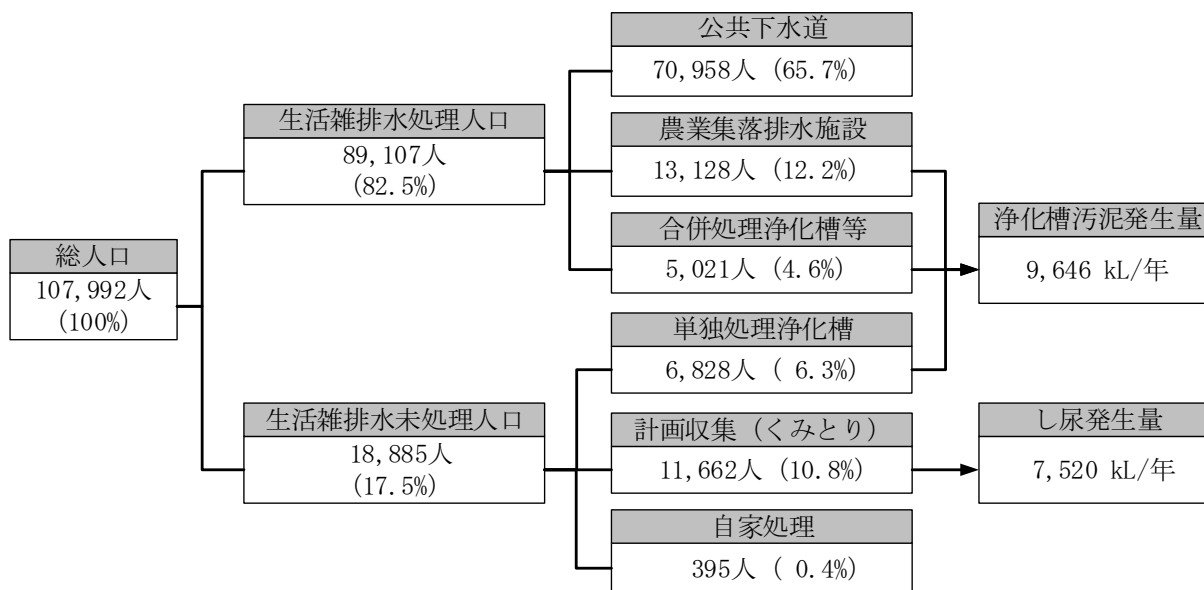 総人口
107,992人
(100%)
生活雑排水処理人口
89,107人
(82.5%)
生活雑排水未処理人口
18,885人
(17.5%)
公共下水道
70,958人 (65.7%)
農業集落排水施設
13,128人 (12.2%)
合併処理浄化槽等
5,021人 (4.6%)
単独処理浄化槽
6,828人 ( 6.3%)
計画収集（くみとり）
11,662人 (10.8%)
自家処理
395人 ( 0.4%)
浄化槽汚泥発生量
9,646 kL/年
し尿発生量
7,520 kL/年